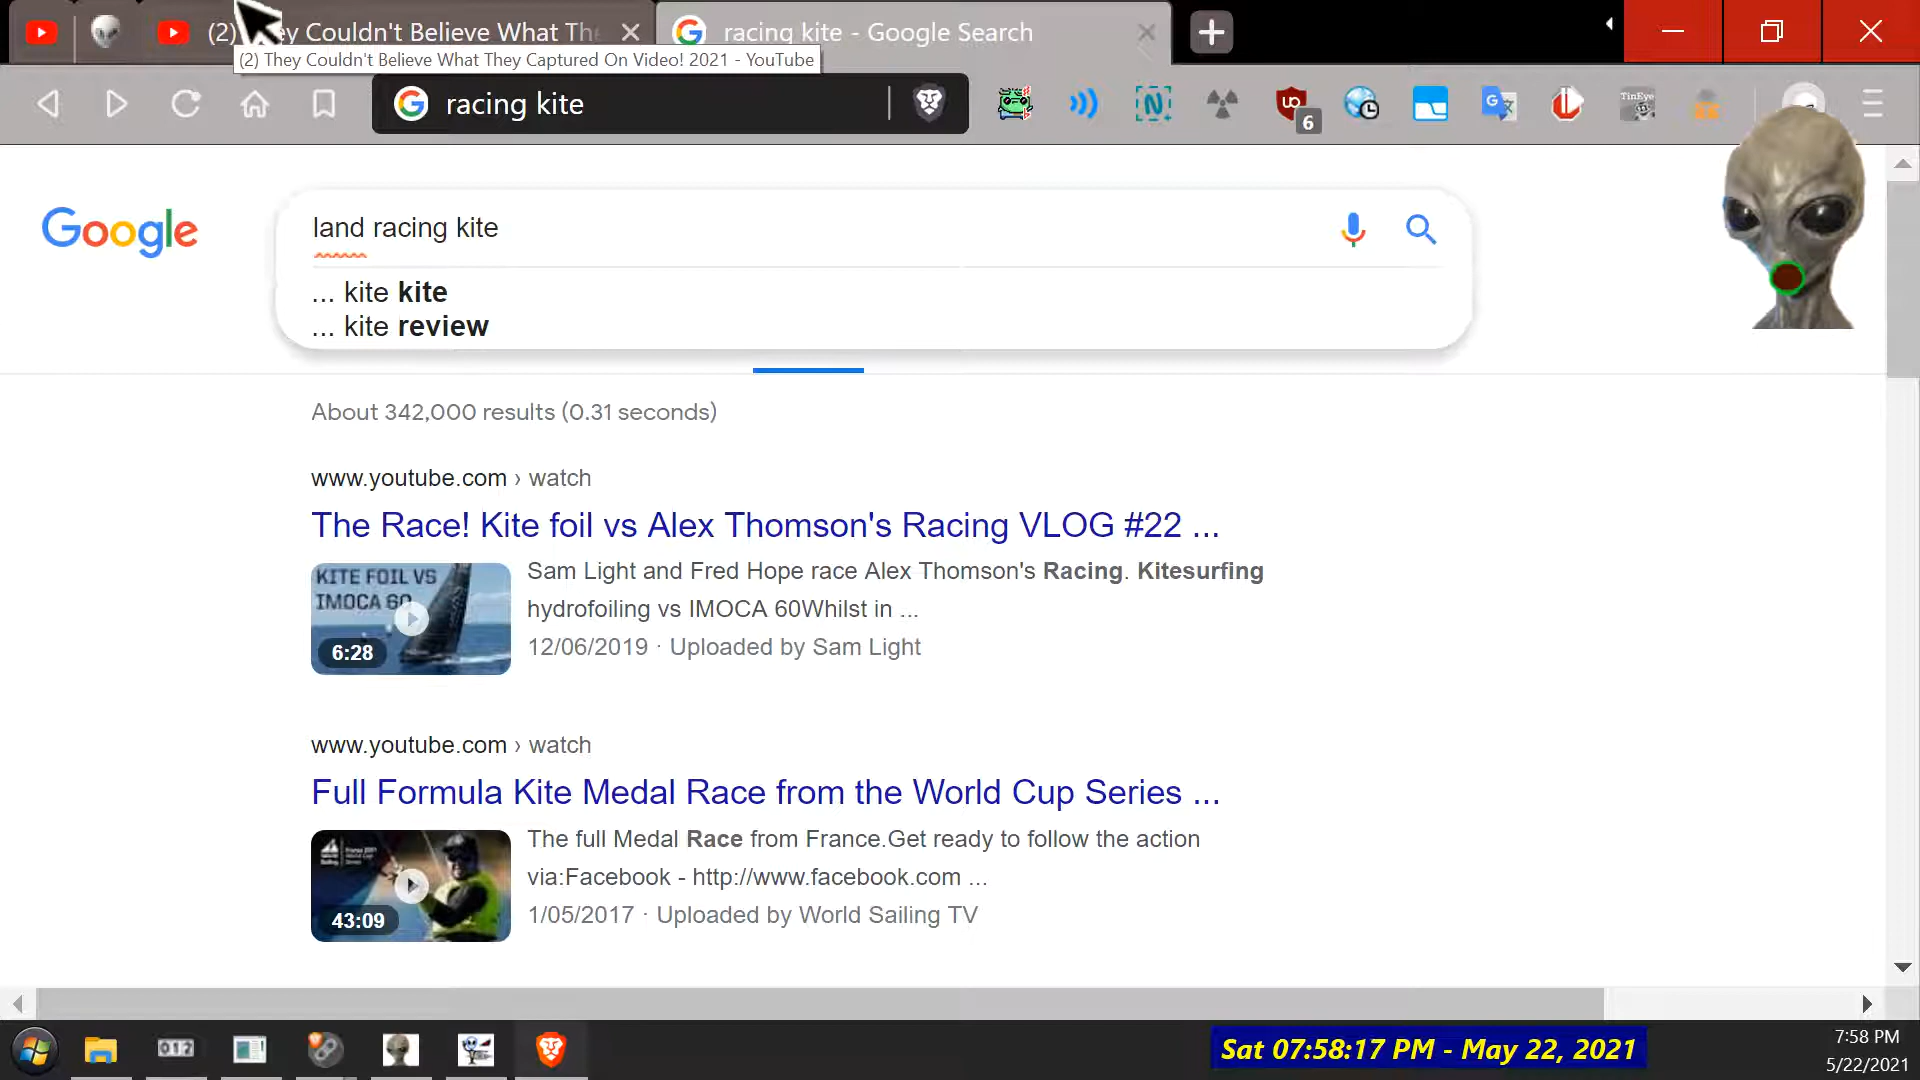 (2) They Couldn't Believe What The
racing kite - Google Search
(2) They Couldn't Believe What They Captured On Video! 2021 - YouTube
racing kite
6
TinEye
Google
land racing kite
... kite kite
... kite review
About 342,000 results (0.31 seconds)
www.youtube.com › watch
The Race! Kite foil vs Alex Thomson's Racing VLOG #22 ...
KITE FOIL VS
IMOCA 60
6:28
Sam Light and Fred Hope race Alex Thomson's Racing. Kitesurfing
hydrofoiling vs IMOCA 60Whilst in ...
12/06/2019 · Uploaded by Sam Light
www.youtube.com › watch
Full Formula Kite Medal Race from the World Cup Series ...
43:09
The full Medal Race from France.Get ready to follow the action
via:Facebook - http://www.facebook.com ...
1/05/2017 · Uploaded by World Sailing TV
012
Sat 07:58:17 PM - May 22, 2021
7:58 PM
5/22/2021